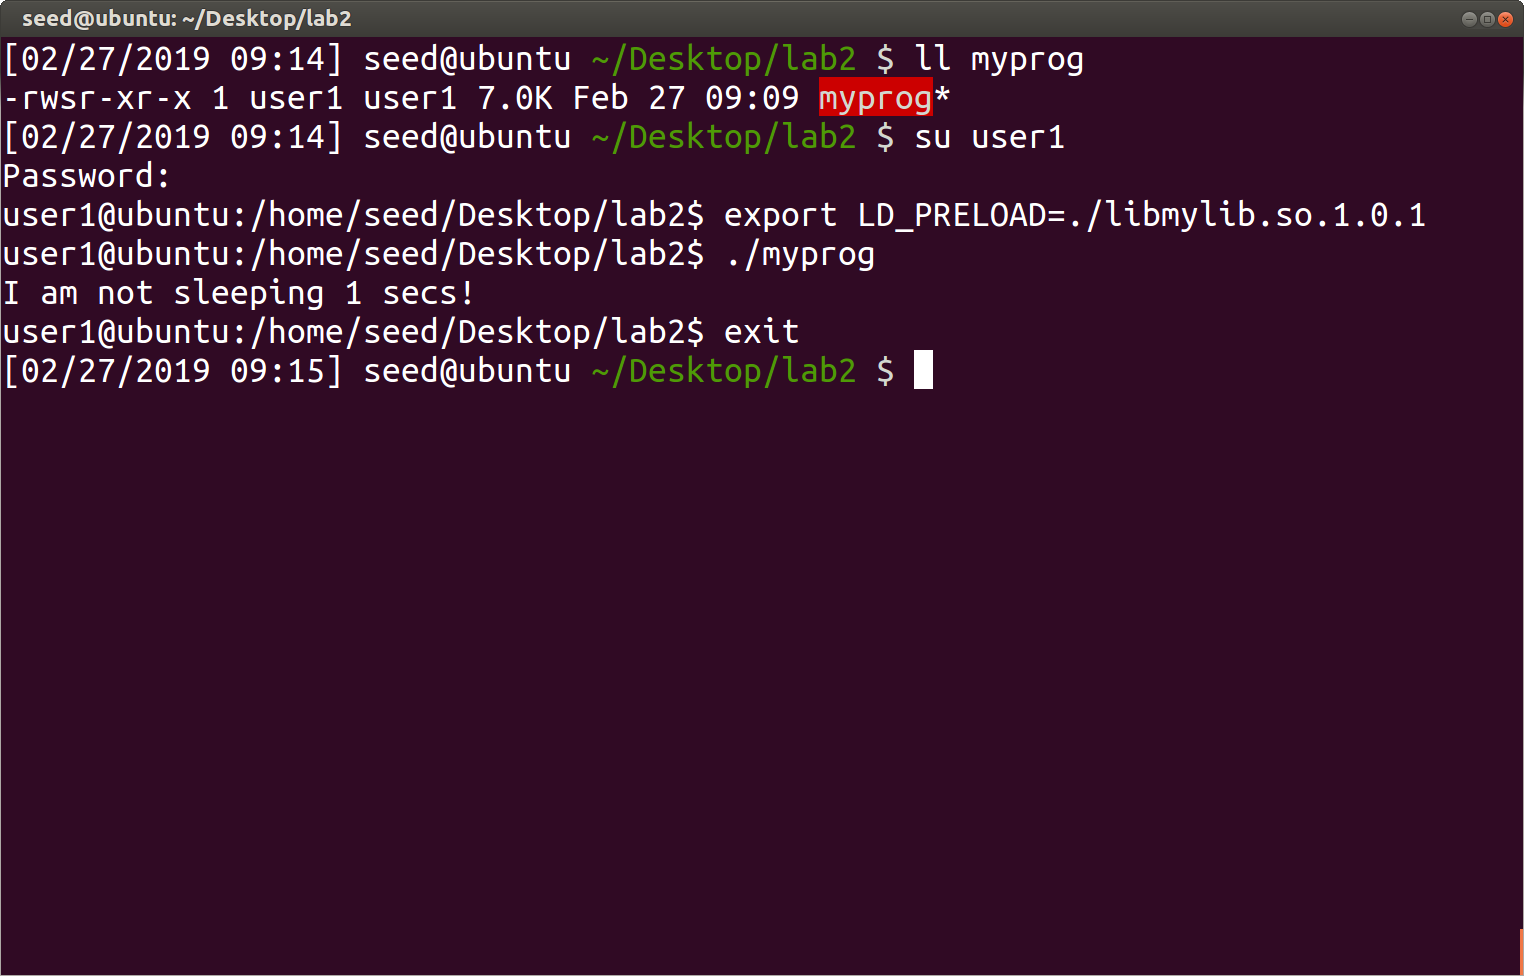 seed@ubuntu: ~/Desktop/lab2
[02/27/2019 09:14] seed@ubuntu ~/Desktop/lab2 $ ll myprog
-rwsr-xr-x 1 user1 user1 7.0K Feb 27 09:09 myprog*
[02/27/2019 09:14] seed@ubuntu ~/Desktop/lab2 $ su user1
Password:
user1@ubuntu:/home/seed/Desktop/lab2$ export LD_PRELOAD=./libmylib.so.1.0.1
user1@ubuntu:/home/seed/Desktop/lab2$ ./myprog
I am not sleeping 1 secs!
user1@ubuntu:/home/seed/Desktop/lab2$ exit
[02/27/2019 09:15] seed@ubuntu ~/Desktop/lab2 $